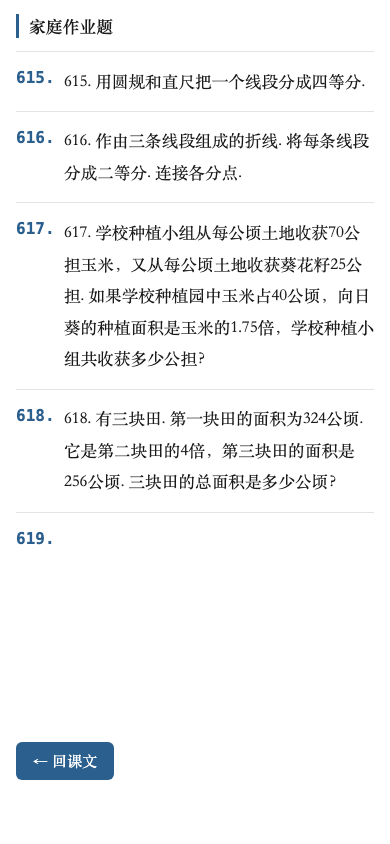 家庭作业题
615. 615. 用圆规和直尺把一个线段分成四等分.
616. 616. 作由三条线段组成的折线. 将每条线段
分成二等分. 连接各分点.
617. 617. 学校种植小组从每公顷土地收获70公
担玉米，又从每公顷土地收获葵花籽25公
担. 如果学校种植园中玉米占40公顷，向日
葵的种植面积是玉米的1.75倍，学校种植小
组共收获多少公担?
618. 618. 有三块田. 第一块田的面积为324公顷.
它是第二块田的4倍，第三块田的面积是
256公顷. 三块田的总面积是多少公顷?
619.
← 回课文